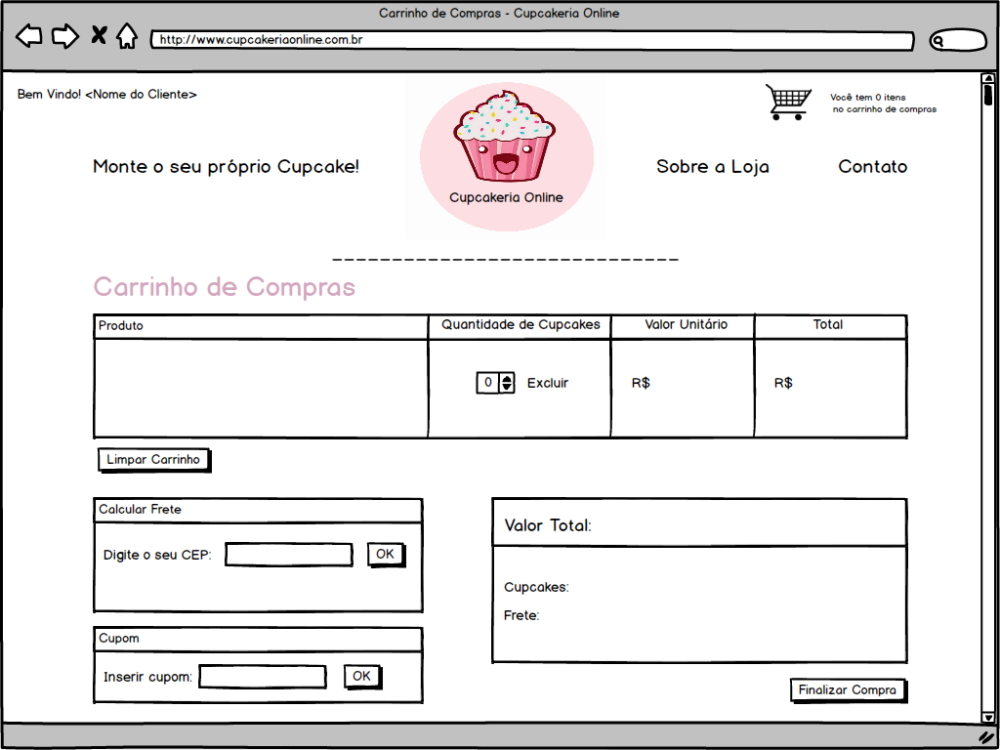 Carrinho de Compras - Cupcakeria Online
http://www.cupcakeriaonline.com.br
Bem Vindo! <Nome do Cliente>
Você tem 0 itens
no carrinho de compras
Monte o seu próprio Cupcake!
Cupcakeria Online
Sobre a Loja
Contato
Carrinho de Compras
Produto
Quantidade de Cupcakes
Valor Unitário
Total
0
Excluir
R$
R$
Limpar Carrinho
Calcular Frete
Digite o seu CEP:
OK
Valor Total:
Cupcakes:
Frete:
Cupom
Inserir cupom:
OK
Finalizar Compra